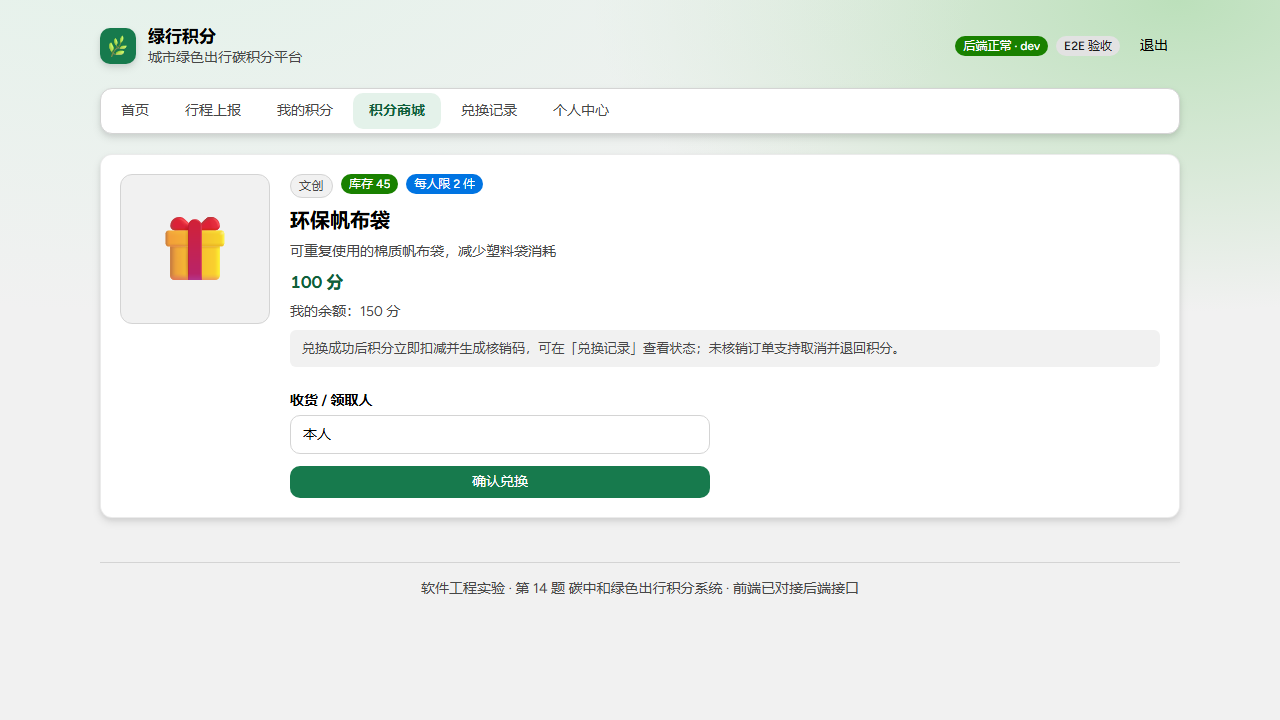 绿行积分
城市绿色出行碳积分平台
后端正常 · dev
E2E 验收
退出
首页
行程上报
我的积分
积分商城
兑换记录
个人中心
文创
库存 45
每人限 2 件
环保帆布袋
可重复使用的棉质帆布袋，减少塑料袋消耗
100 分
我的余额：150 分
兑换成功后积分立即扣减并生成核销码，可在「兑换记录」查看状态；未核销订单支持取消并退回积分。
收货 / 领取人
本人
确认兑换
软件工程实验 · 第 14 题 碳中和绿色出行积分系统 · 前端已对接后端接口